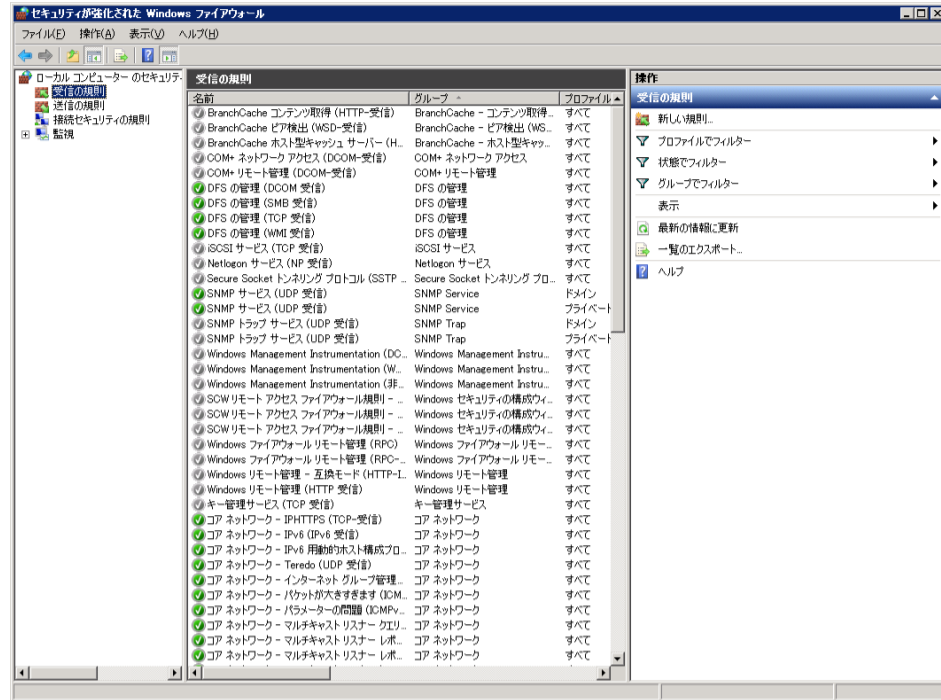 セキュリティが強化された Windows ファイアウォール
ファイル(F) 操作(A) 表示(V) ヘルプ(H)
ローカル コンピューター のセキュリテ
受信の規則
送信の規則
接続セキュリティの規則
監視
受信の規則
名前 グループ プロファイル
BranchCache コンテンツ取得 (HTTP-受信) BranchCache - コンテンツ取得... すべて
BranchCache ピア検出 (WSD-受信) BranchCache - ピア検出 (WS... すべて
BranchCache ホスト型キャッシュ サーバー (H... BranchCache - ホスト型キャッ... すべて
COM+ ネットワーク アクセス (DCOM-受信) COM+ ネットワーク アクセス すべて
COM+ リモート管理 (DCOM-受信) COM+ リモート管理 すべて
DFS の管理 (DCOM 受信) DFS の管理 すべて
DFS の管理 (SMB 受信) DFS の管理 すべて
DFS の管理 (TCP 受信) DFS の管理 すべて
DFS の管理 (WMI 受信) DFS の管理 すべて
iSCSI サービス (TCP 受信) iSCSI サービス すべて
Netlogon サービス (NP 受信) Netlogon サービス すべて
Secure Socket トンネリング プロトコル (SSTP ... Secure Socket トンネリング プロ... すべて
SNMP サービス (UDP 受信) SNMP Service ドメイン
SNMP サービス (UDP 受信) SNMP Service プライベート
SNMP トラップ サービス (UDP 受信) SNMP Trap ドメイン
SNMP トラップ サービス (UDP 受信) SNMP Trap プライベート
Windows Management Instrumentation (DC... Windows Management Instru... すべて
Windows Management Instrumentation (W... Windows Management Instru... すべて
Windows Management Instrumentation (非... Windows Management Instru... すべて
SCW リモート アクセス ファイアウォール規則 - ... Windows セキュリティの構成ウィ... すべて
SCW リモート アクセス ファイアウォール規則 - ... Windows セキュリティの構成ウィ... すべて
SCW リモート アクセス ファイアウォール規則 - ... Windows セキュリティの構成ウィ... すべて
Windows ファイアウォール リモート管理 (RPC) Windows ファイアウォール リモー... すべて
Windows ファイアウォール リモート管理 (RPC-... Windows ファイアウォール リモー... すべて
Windows リモート管理 - 互換モード (HTTP-I... Windows リモート管理 すべて
Windows リモート管理 (HTTP 受信) Windows リモート管理 すべて
キー管理サービス (TCP 受信) キー管理サービス すべて
コア ネットワーク - IPHTTPS (TCP-受信) コア ネットワーク すべて
コア ネットワーク - IPv6 (IPv6 受信) コア ネットワーク すべて
コア ネットワーク - IPv6 用動的ホスト構成プロ... コア ネットワーク すべて
コア ネットワーク - Teredo (UDP 受信) コア ネットワーク すべて
コア ネットワーク - インターネット グループ管理... コア ネットワーク すべて
コア ネットワーク - パケットが大きすぎます (ICM... コア ネットワーク すべて
コア ネットワーク - パラメーターの問題 (ICMPv... コア ネットワーク すべて
コア ネットワーク - マルチキャスト リスナー クエリ... コア ネットワーク すべて
コア ネットワーク - マルチキャスト リスナー レポ... コア ネットワーク すべて
コア ネットワーク - マルチキャスト リスナー レポ... コア ネットワーク すべて
操作
受信の規則
新しい規則...
プロファイルでフィルター
状態でフィルター
グループでフィルター
表示
最新の情報に更新
一覧のエクスポート...
ヘルプ